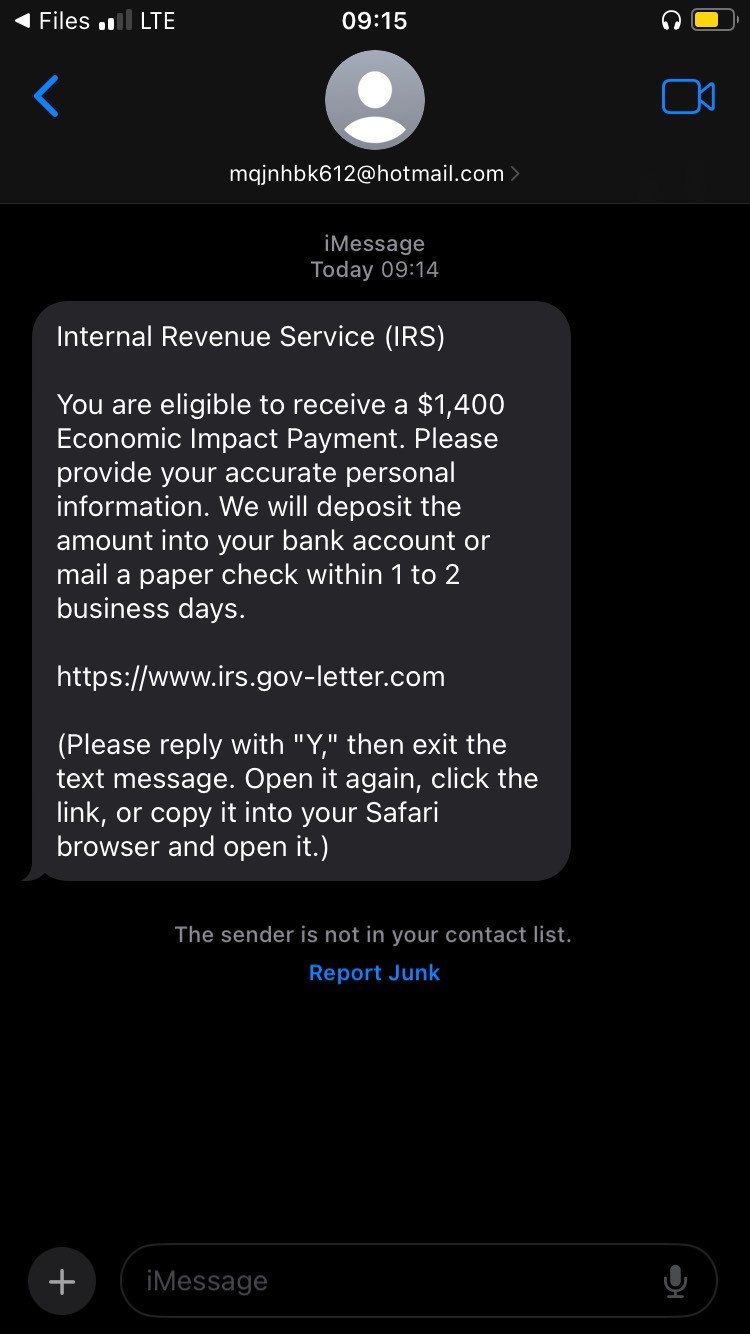 Files LTE 09:15
mqjnhbk612@hotmail.com
iMessage
Today 09:14
Internal Revenue Service (IRS)
You are eligible to receive a $1,400
Economic Impact Payment. Please
provide your accurate personal
information. We will deposit the
amount into your bank account or
mail a paper check within 1 to 2
business days.
https://www.irs.gov-letter.com
(Please reply with "Y," then exit the
text message. Open it again, click the
link, or copy it into your Safari
browser and open it.)
The sender is not in your contact list.
Report Junk
iMessage